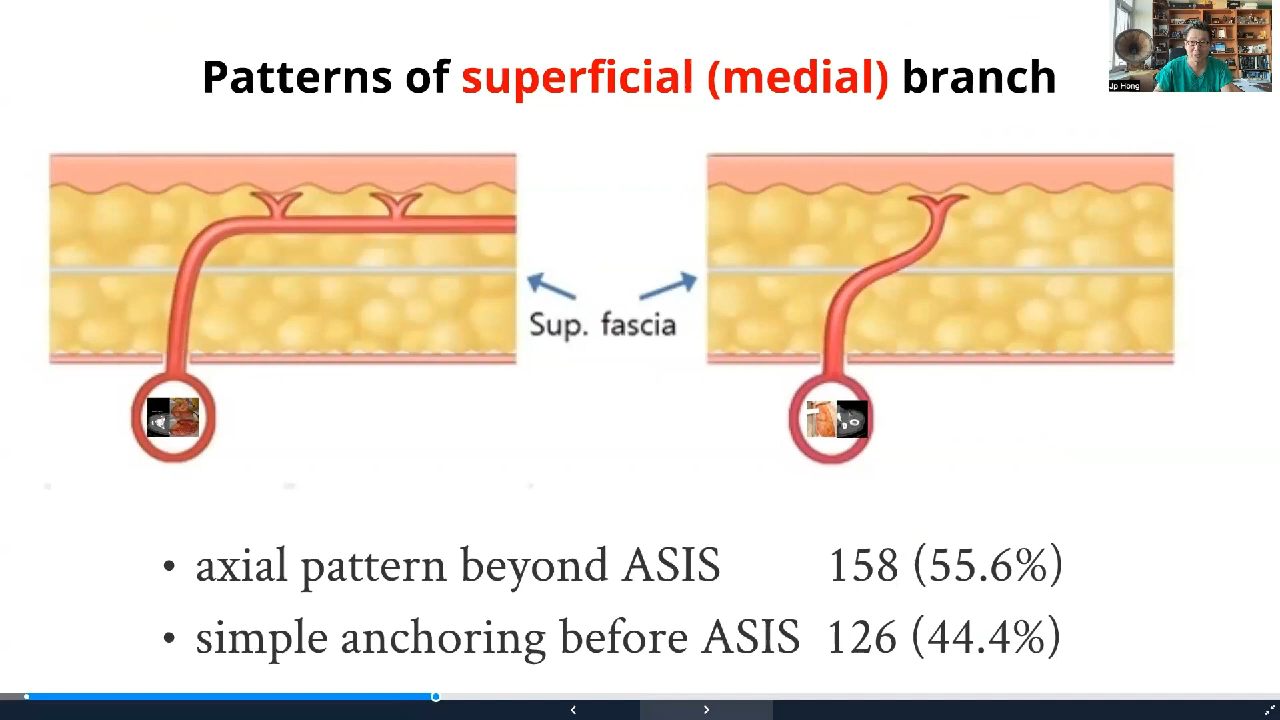 Patterns of superficial (medial) branch
Jp Hong
Sup. fascia
• axial pattern beyond ASIS 158 (55.6%)
• simple anchoring before ASIS 126 (44.4%)